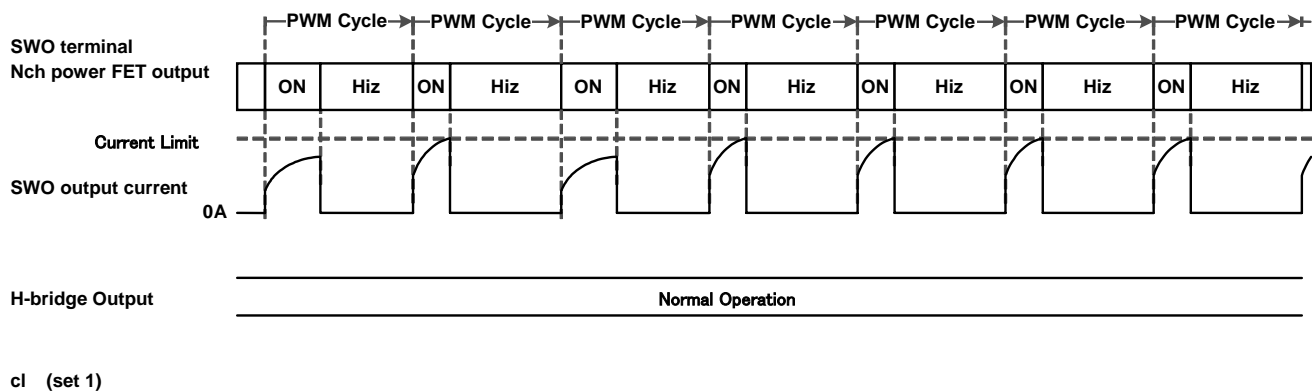 PWM Cycle PWM Cycle PWM Cycle PWM Cycle PWM Cycle PWM Cycle PWM Cycle
SWO terminal
Nch power FET output
ON Hiz ON Hiz ON Hiz ON Hiz ON Hiz ON Hiz ON Hiz
Current Limit
SWO output current
0A
H-bridge Output Normal Operation
cl (set 1)